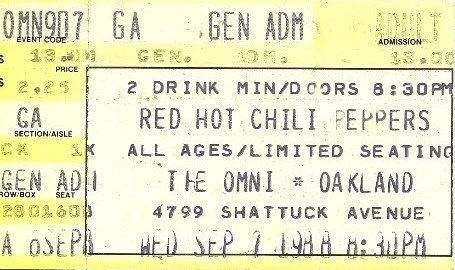 OMN907 GA GEN ADM ADULT
EVENT CODE ADMISSION
13.00 GEN. ADM. 13.00
PRICE
2.25 2 DRINK MIN/DOORS 8:30PM
GA RED HOT CHILI PEPPERS
SECTION/AISLE
CK 1X ALL AGES/LIMITED SEATING
GEN ADM THE OMNI * OAKLAND
ROW/BOX SEAT
4799 SHATTUCK AVENUE
A 6SEP8 WED SEP 7 1988 8:30PM